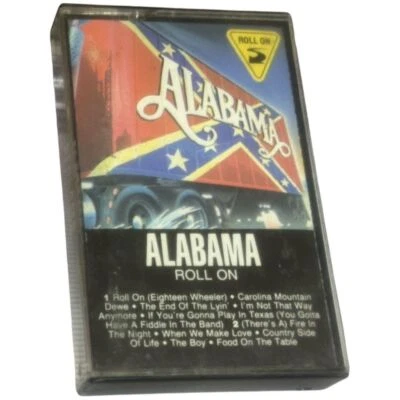 ROLL ON
ALABAMA
ALABAMA
ROLL ON
1 Roll On (Eighteen Wheeler) • Carolina Mountain
Dewe • The End Of The Lyin' • I'm Not That Way
Anymore • If You're Gonna Play In Texas (You Gotta
Have A Fiddle In The Band) 2 (There's A) Fire In
The Night • When We Make Love • Country Side
Of Life • The Boy • Food On The Table